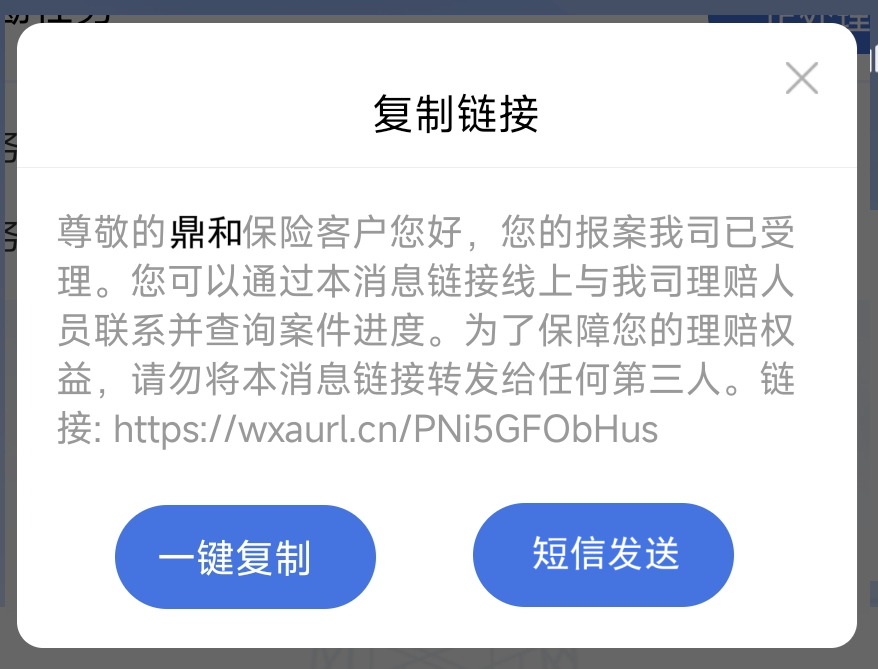 复制链接
尊敬的鼎和保险客户您好，您的报案我司已受
理。您可以通过本消息链接线上与我司理赔人
员联系并查询案件进度。为了保障您的理赔权
益，请勿将本消息链接转发给任何第三人。链
接: https://wxaurl.cn/PNi5GFObHus
一键复制
短信发送